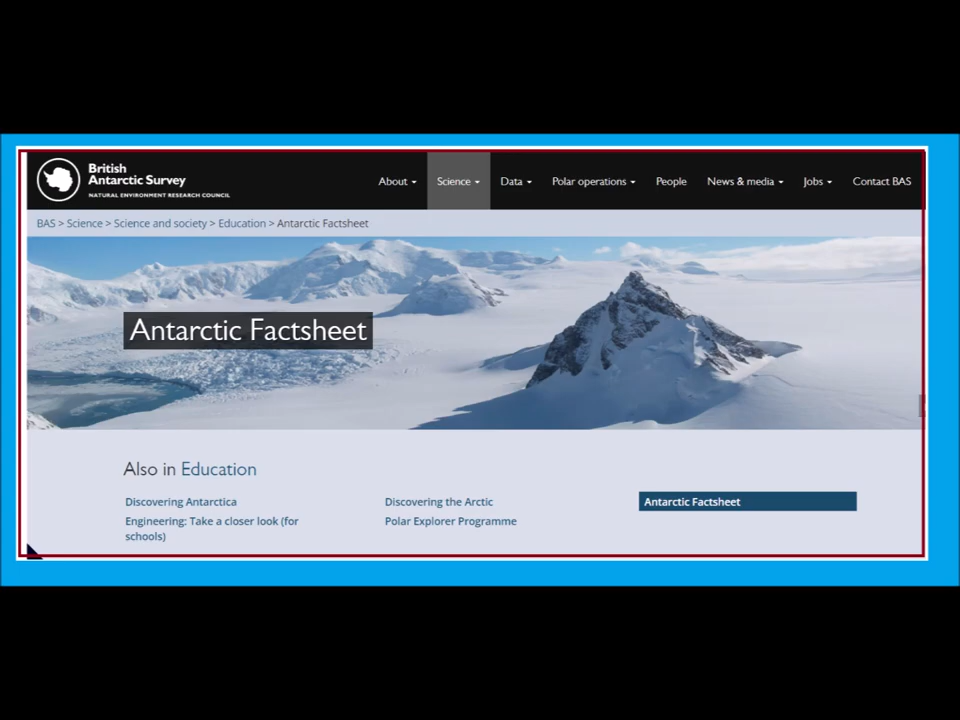 British
Antarctic Survey
NATURAL ENVIRONMENT RESEARCH COUNCIL
About Science Data Polar operations People News & media Jobs Contact BAS
BAS > Science > Science and society > Education > Antarctic Factsheet
Antarctic Factsheet
Also in Education
Discovering Antarctica
Engineering: Take a closer look (for
schools)
Discovering the Arctic
Polar Explorer Programme
Antarctic Factsheet